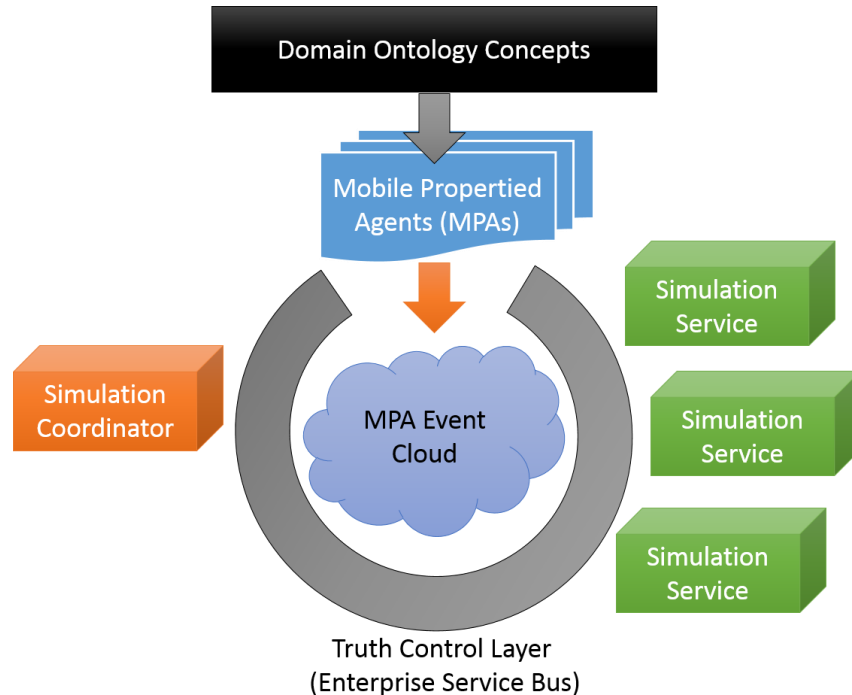 Domain Ontology Concepts
Mobile Propertied
Agents (MPAs)
Simulation
Service
Simulation
Coordinator
MPA Event
Cloud
Simulation
Service
Simulation
Service
Truth Control Layer
(Enterprise Service Bus)